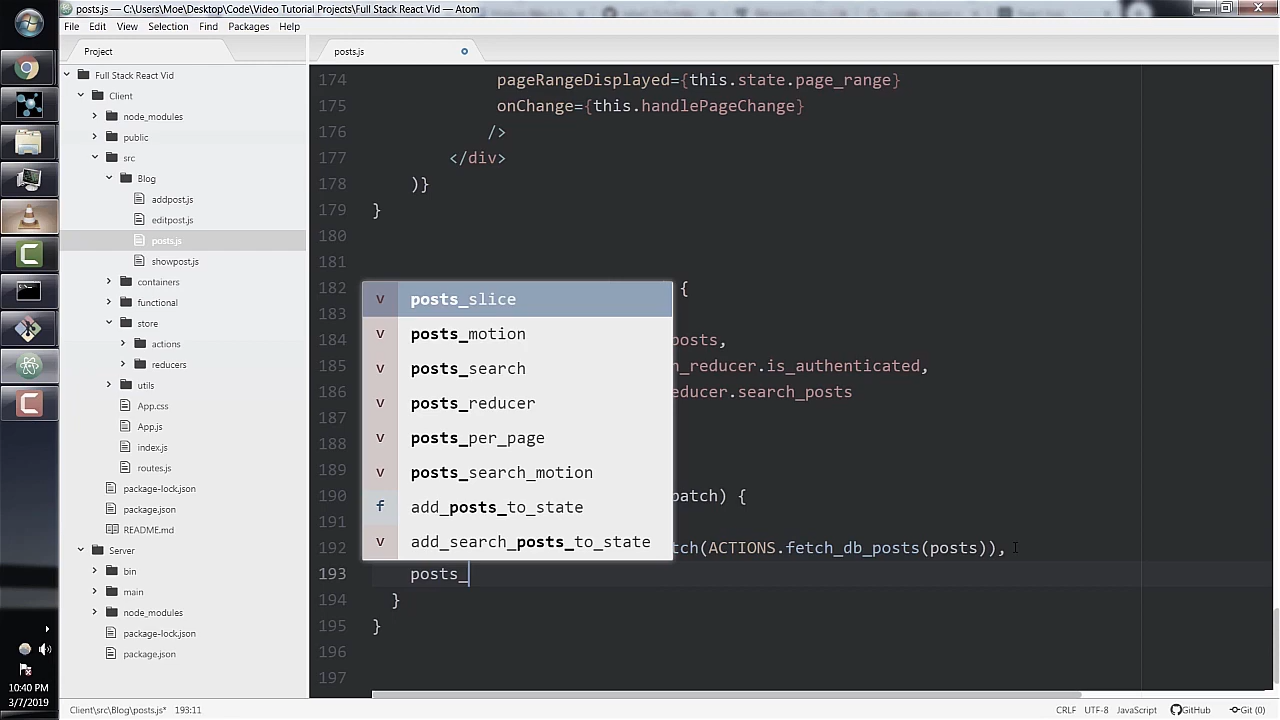 posts.js — C:\Users\Moe\Desktop\Code\Video Tutorial Projects\Full Stack React Vid — Atom
File Edit View Selection Find Packages Help
Project
posts.js
Full Stack React Vid
Client
node_modules
public
src
Blog
addpost.js
editpost.js
posts.js
showpost.js
containers
functional
store
actions
reducers
utils
App.css
App.js
index.js
routes.js
package-lock.json
package.json
README.md
Server
bin
main
node_modules
package-lock.json
package.json
174 pageRangeDisplayed={this.state.page_range}
175 onChange={this.handlePageChange}
176 />
177 </div>
178 )}
179 }
180
181
182 {
183
184 posts,
185 h_reducer.is_authenticated,
186 educer.search_posts
187
188
189
190 patch) {
191
192 tch(ACTIONS.fetch_db_posts(posts)),
193 posts_
194 }
195 }
196
197
v posts_slice
v posts_motion
v posts_search
v posts_reducer
v posts_per_page
v posts_search_motion
f add_posts_to_state
v add_search_posts_to_state
10:40 PM
3/7/2019
Client\src\Blog\posts.js* 193:11
CRLF UTF-8 JavaScript GitHub Git (0)